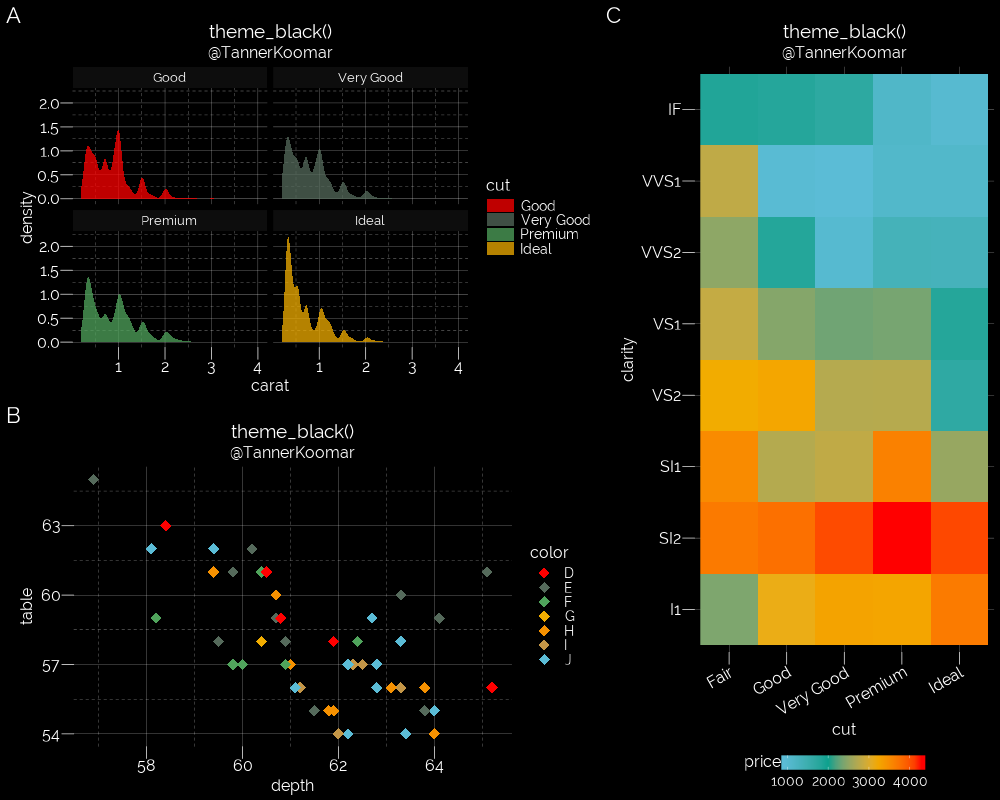 A
theme_black()
@TannerKoomar
Good
Very Good
2.0
1.5
1.0
0.5
0.0
density
Premium
Ideal
2.0
1.5
1.0
0.5
0.0
1 2 3 4
1 2 3 4
carat
cut
Good
Very Good
Premium
Ideal
B
theme_black()
@TannerKoomar
63
60
57
54
table
58 60 62 64
depth
color
D
E
F
G
H
I
J
C
theme_black()
@TannerKoomar
IF
VVS1
VVS2
VS1
VS2
SI1
SI2
I1
clarity
Fair Good Very Good Premium Ideal
cut
price
1000 2000 3000 4000